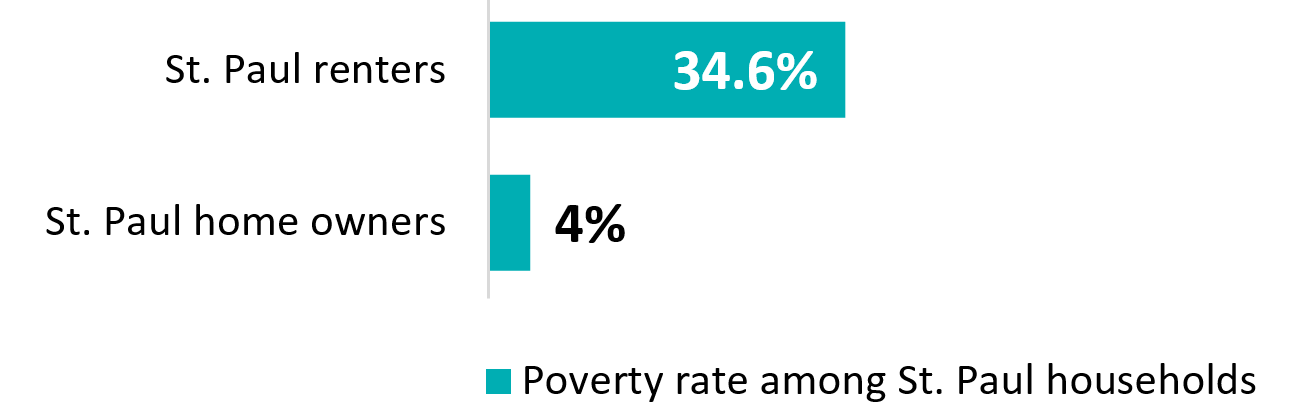 St. Paul renters 34.6%
St. Paul home owners 4%
Poverty rate among St. Paul households